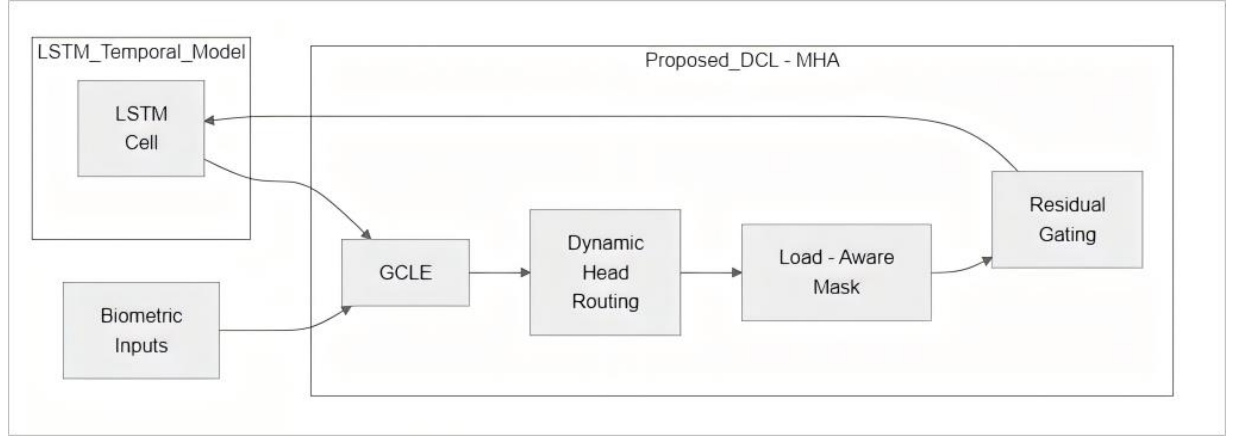 LSTM_Temporal_Model
LSTM
Cell
Proposed_DCL - MHA
Biometric
Inputs
GCLE
Dynamic
Head
Routing
Load - Aware
Mask
Residual
Gating